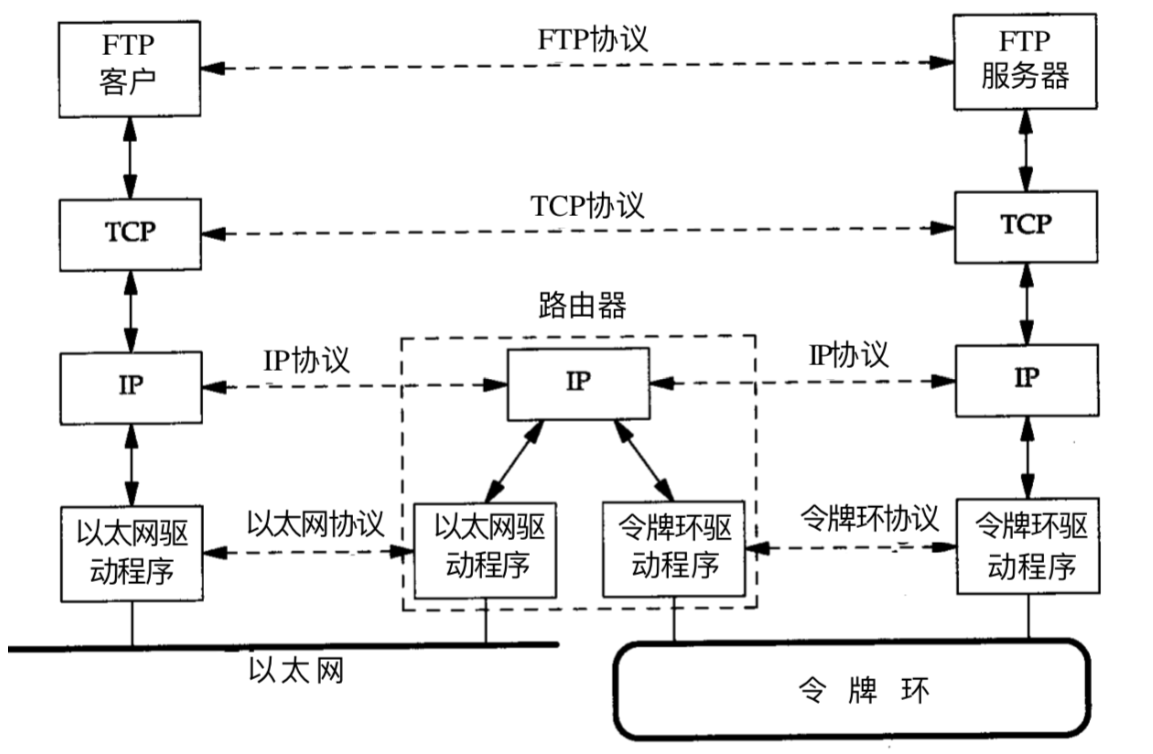 FTP
客户
FTP协议
FTP
服务器
TCP
TCP协议
TCP
路由器
IP
IP协议
IP
IP协议
IP
以太网驱
动程序
以太网协议
以太网驱
动程序
令牌环驱
动程序
令牌环协议
令牌环驱
动程序
以太网
令牌环